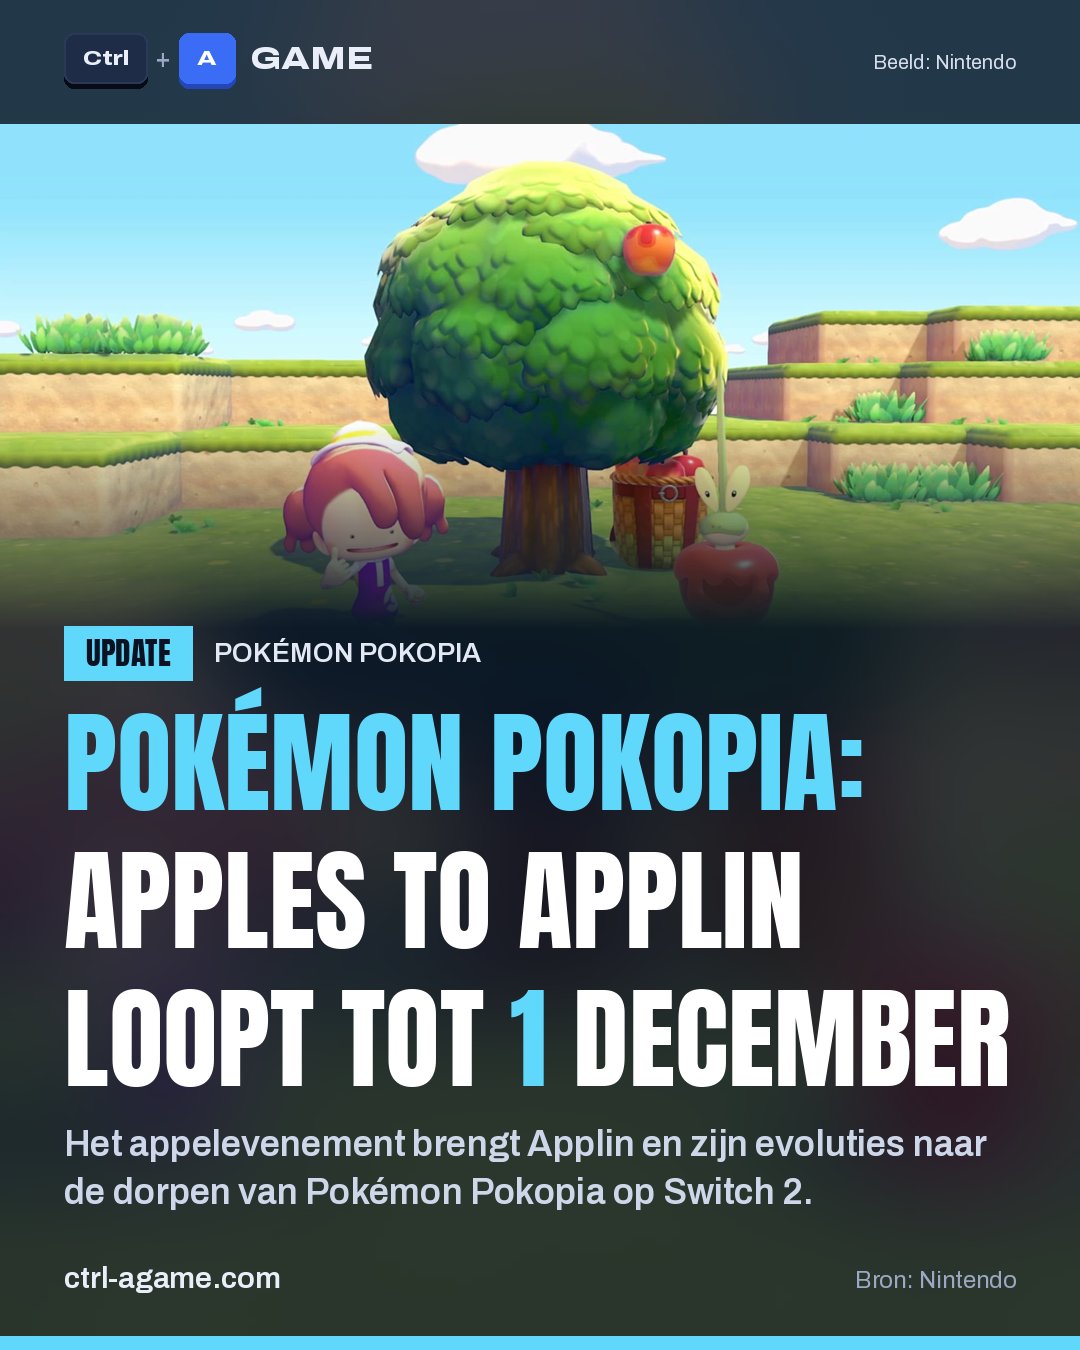 Ctrl + A GAME
Beeld: Nintendo
UPDATE POKÉMON POKOPIA
POKÉMON POKOPIA:
APPLES TO APPLIN
LOOPT TOT 1 DECEMBER
Het appelevenement brengt Applin en zijn evoluties naar
de dorpen van Pokémon Pokopia op Switch 2.
ctrl-agame.com
Bron: Nintendo